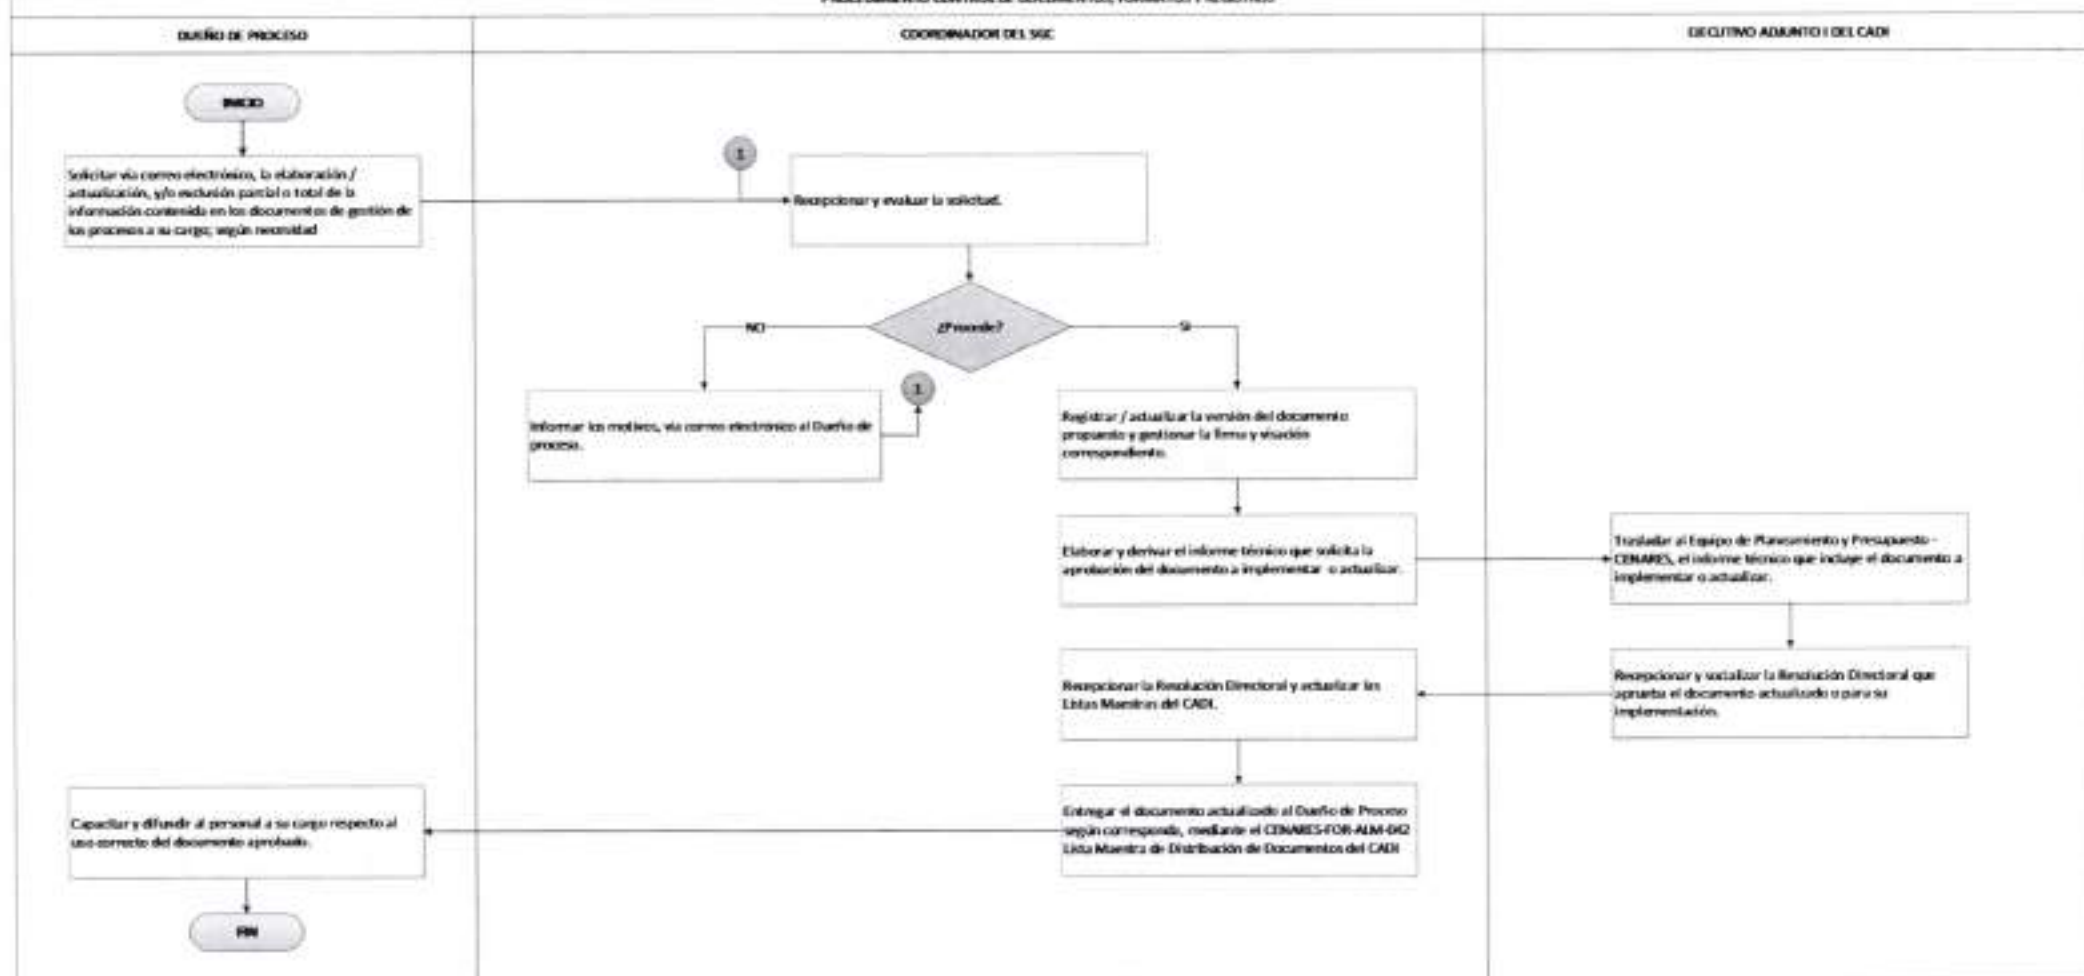 PROCEDIMIENTO CONTROL DE DOCUMENTOS, FORMATOS Y REGISTROS
DUEÑO DE PROCESO
COORDINADOR DEL SGC
EJECUTIVO ADJUNTO I DEL CADI
INICIO
Solicitar vía correo electrónico, la elaboración /
actualización, y/o exclusión parcial o total de la
información contenida en los documentos de gestión de
los procesos a su cargo; según necesidad
1
Recepcionar y evaluar la solicitud.
¿Procede?
NO
SI
1
Informar los motivos, vía correo electrónico al Dueño de
proceso.
Registrar / actualizar la versión del documento
propuesto y gestionar la firma y visación
correspondiente.
Elaborar y derivar el informe técnico que solicita la
aprobación del documento a implementar o actualizar.
Trasladar al Equipo de Planeamiento y Presupuesto -
CENARES, el informe técnico que incluye el documento a
implementar o actualizar.
Recepcionar y socializar la Resolución Directoral que
aprueba el documento actualizado o para su
implementación.
Recepcionar la Resolución Directoral y actualizar las
Listas Maestras del CADI.
Entregar el documento actualizado al Dueño de Proceso
según corresponda, mediante el CENARES-FOR-ALM-042
Lista Maestra de Distribución de Documentos del CADI
Capacitar y difundir al personal a su cargo respecto al
uso correcto del documento aprobado.
FIN